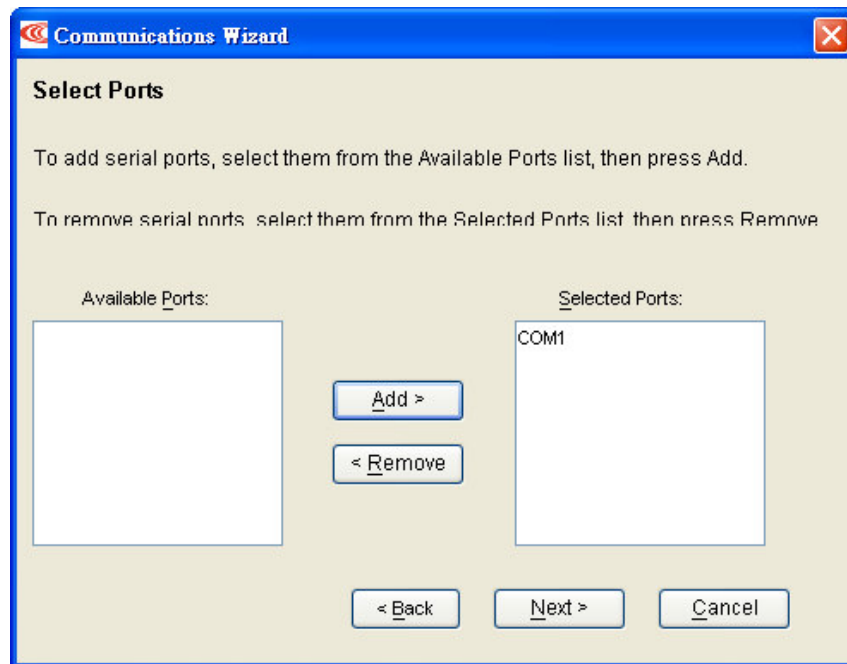 Communications Wizard
Select Ports
To add serial ports, select them from the Available Ports list, then press Add.
To remove serial ports, select them from the Selected Ports list, then press Remove
Available Ports:
Selected Ports:
COM1
Add >
< Remove
< Back
Next >
Cancel